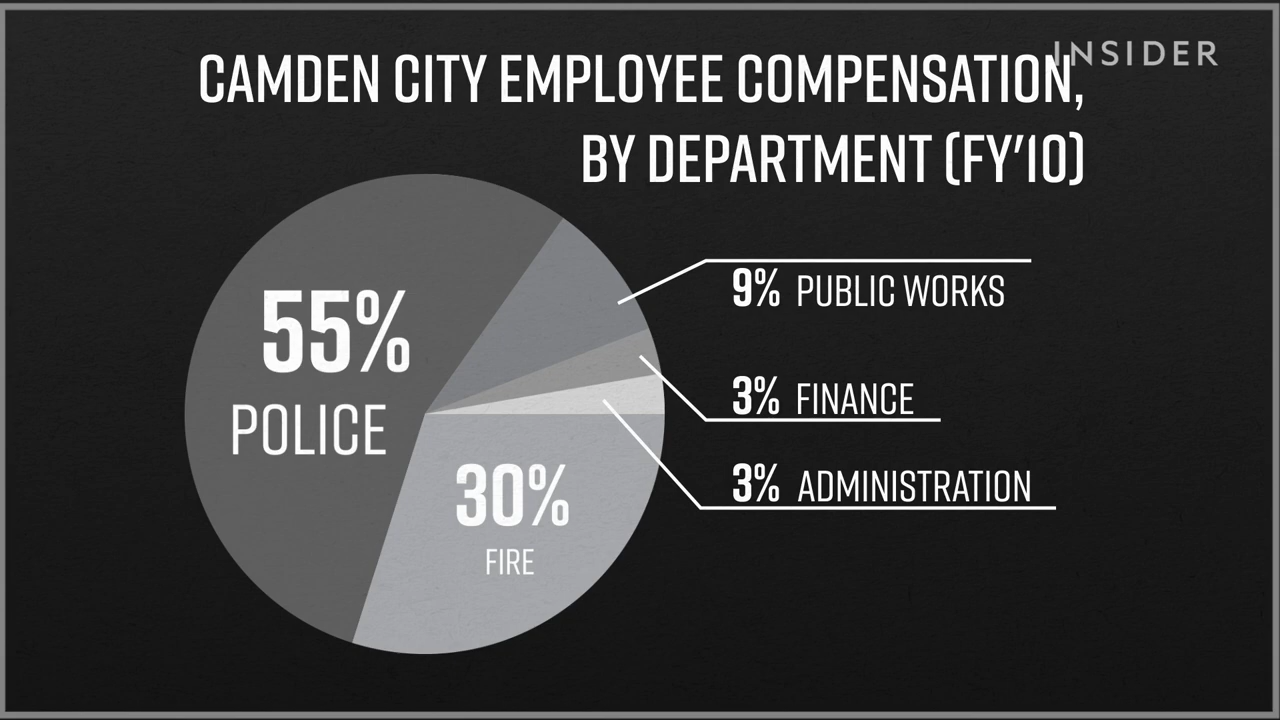 INSIDER
CAMDEN CITY EMPLOYEE COMPENSATION,
BY DEPARTMENT (FY'10)
55%
POLICE
30%
FIRE
9% PUBLIC WORKS
3% FINANCE
3% ADMINISTRATION